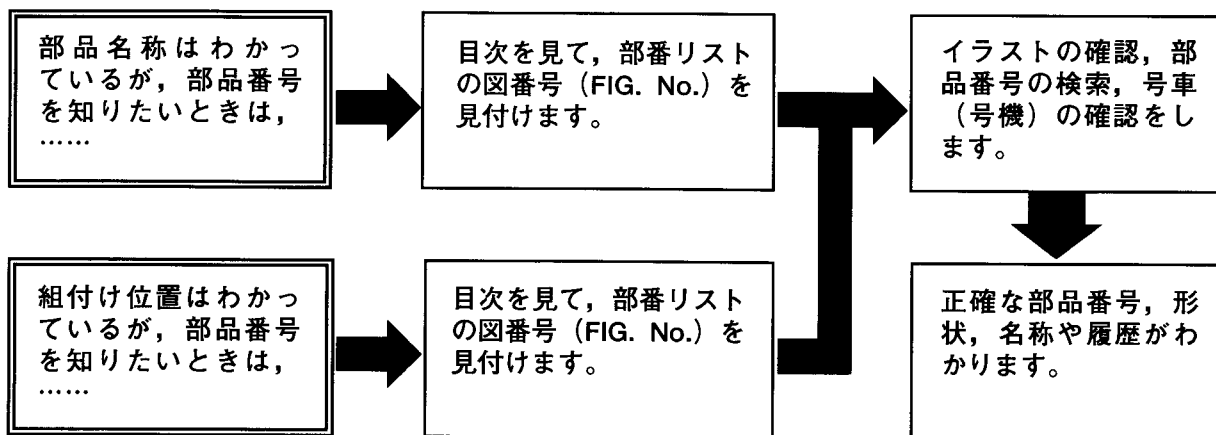 部品名称はわかっ
ているが，部品番号
を知りたいときは，
……
目次を見て，部番リスト
の図番号（FIG. No.）を
見付けます。
イラストの確認，部
品番号の検索，号車
（号機）の確認をし
ます。
組付け位置はわかっ
ているが，部品番号
を知りたいときは，
……
目次を見て，部番リスト
の図番号（FIG. No.）を
見付けます。
正確な部品番号，形
状，名称や履歴がわ
かります。